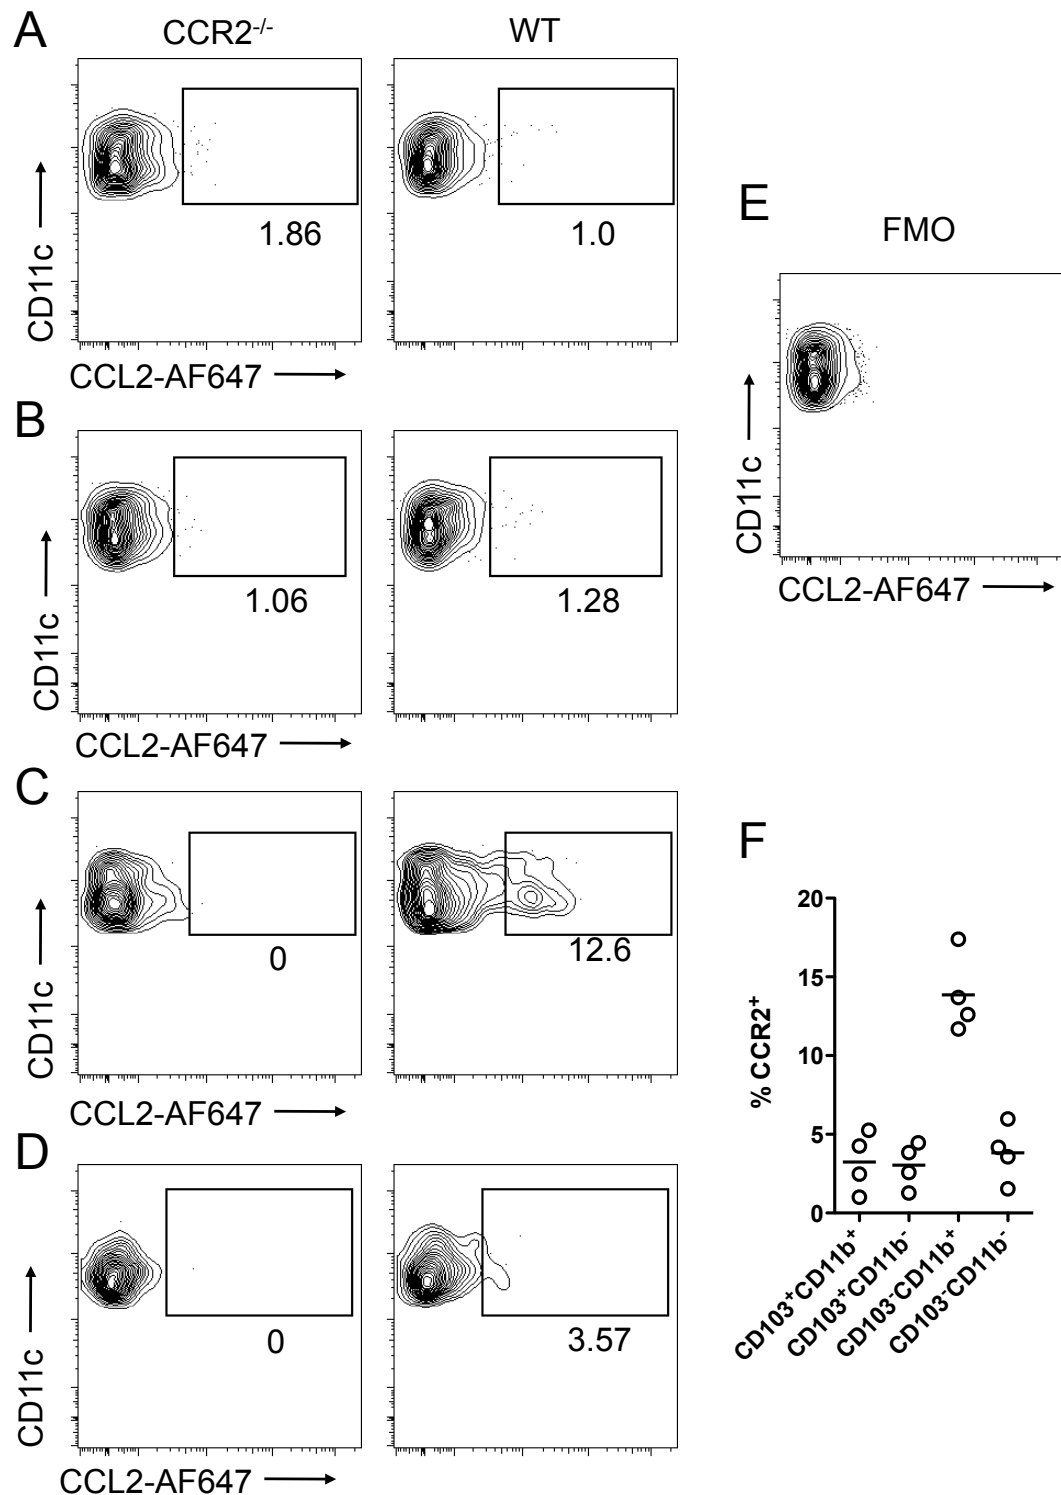 A
CCR2-/-
WT
CD11c
1.86
1.0
CCL2-AF647
B
CD11c
1.06
1.28
CCL2-AF647
C
CD11c
0
12.6
CCL2-AF647
D
CD11c
0
3.57
CCL2-AF647
E
FMO
CD11c
CCL2-AF647
F
% CCR2+
20
15
10
5
0
CD103+CD11b+
CD103+CD11b-
CD103-CD11b+
CD103-CD11b-